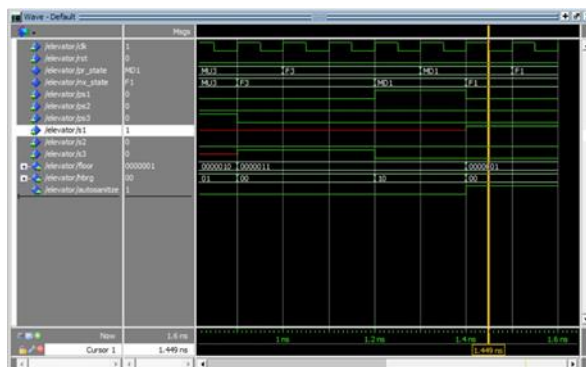 Wave - Default
Msgs
/elevator/clk 1
/elevator/rst 0
/elevator/pr_state MD1 MU3 F3 MD1 F1
/elevator/nx_state F1 MU3 F3 MD1 F1
/elevator/ps1 0
/elevator/ps2 0
/elevator/ps3 0
/elevator/s1 1
/elevator/s2 0
/elevator/s3 0
/elevator/floor 0000001 0000010 0000011 0000001
/elevator/hbrg 00 01 00 10 00
/elevator/autosanitze 1
Now 1.6 ns 1 ns 1.2 ns 1.4 ns 1.6 ns
Cursor 1 1.449 ns 1.449 ns